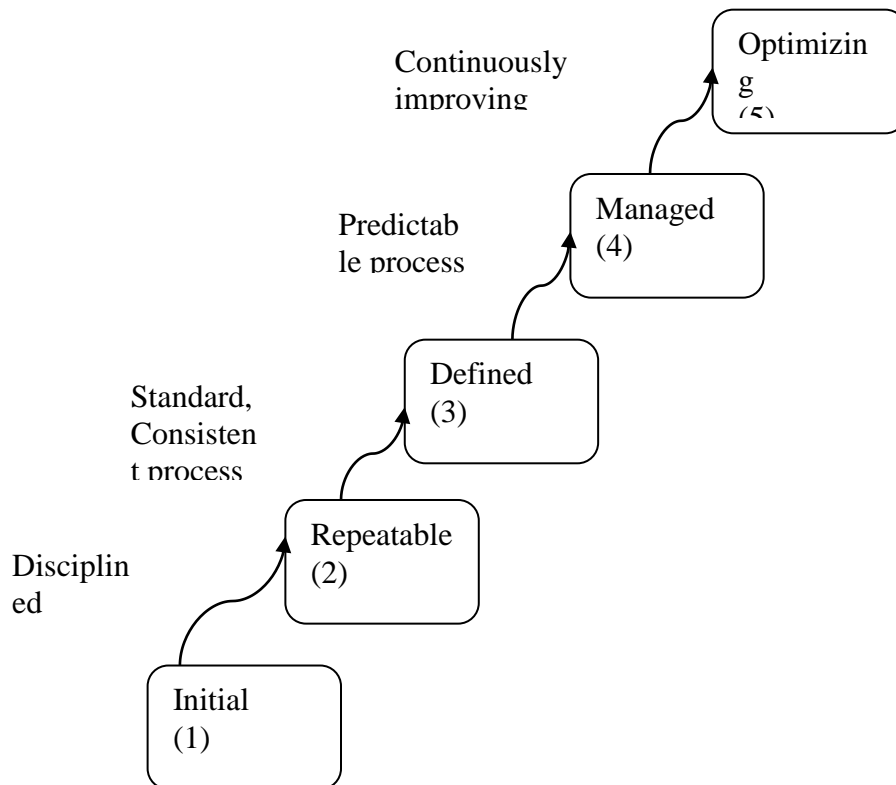 Optimizin
g
(5)
Continuously
improving
Managed
(4)
Predictab
le process
Defined
(3)
Standard,
Consisten
t process
Repeatable
(2)
Disciplin
ed
Initial
(1)